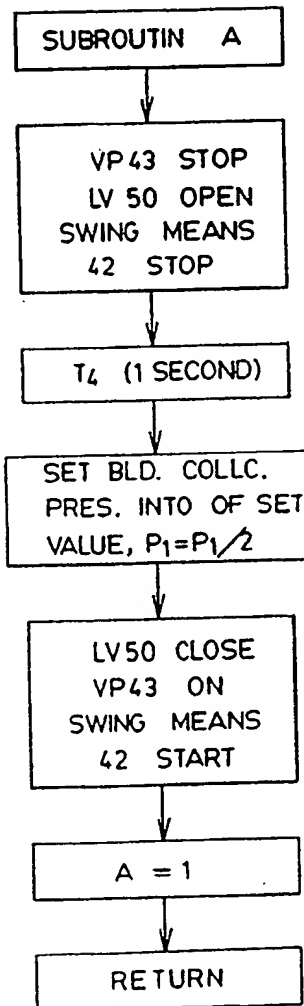 SUBROUTIN A
VP43 STOP
LV 50 OPEN
SWING MEANS
42 STOP
T4 (1 SECOND)
SET BLD. COLLC.
PRES. INTO OF SET
VALUE, P1=P1/2
LV50 CLOSE
VP43 ON
SWING MEANS
42 START
A = 1
RETURN